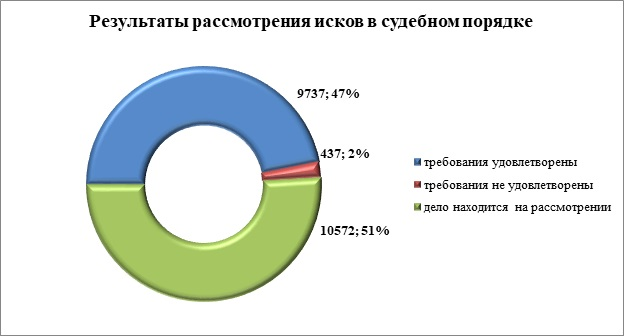 Результаты рассмотрения исков в судебном порядке
9737; 47%
437; 2%
10572; 51%
требования удовлетворены
требования не удовлетворены
дело находится на рассмотрении